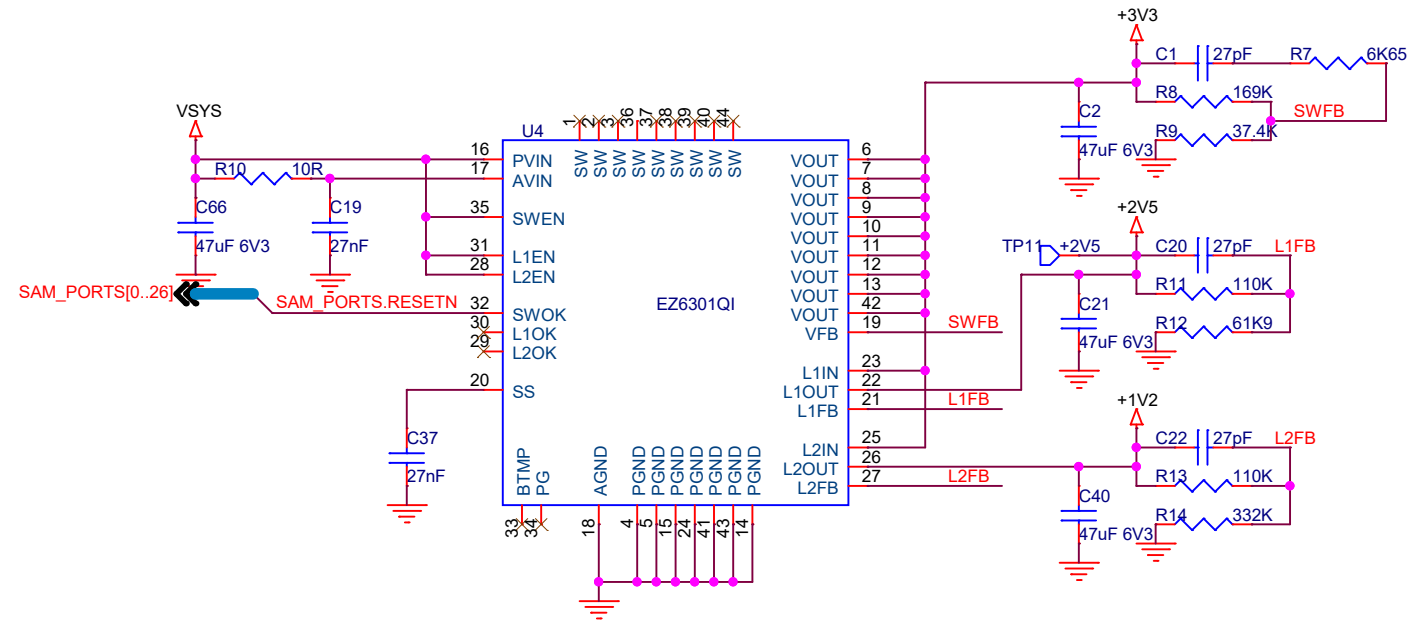 +3V3
C1 27pF R7 6K65
VSYS
R8 169K
SWFB
C2
R9 37.4K
47uF 6V3
1 2 3 36 37 38 39 40 44
U4
SW SW SW SW SW SW SW SW SW
16 PVIN
R10 10R
17 AVIN
C66
47uF 6V3
C19
27nF
35 SWEN
31 L1EN
28 L2EN
SAM_PORTS[0..26]
SAM_PORTS.RESETN
32 SWOK
30 L1OK
29 L2OK
20 SS
C37
27nF
EZ6301QI
VOUT 6
VOUT 7
VOUT 8
VOUT 9
VOUT 10
VOUT 11
VOUT 12
VOUT 13
VOUT 42
VFB 19 SWFB
L1IN 23
L1OUT 22
L1FB 21 L1FB
L2IN 25
L2OUT 26
L2FB 27 L2FB
+2V5
TP11 +2V5
C20 27pF L1FB
R11 110K
C21
47uF 6V3
R12 61K9
+1V2
C22 27pF L2FB
R13 110K
C40
47uF 6V3
R14 332K
BTMP PG AGND PGND PGND PGND PGND PGND PGND PGND
33 34 18 4 5 15 24 41 43 14